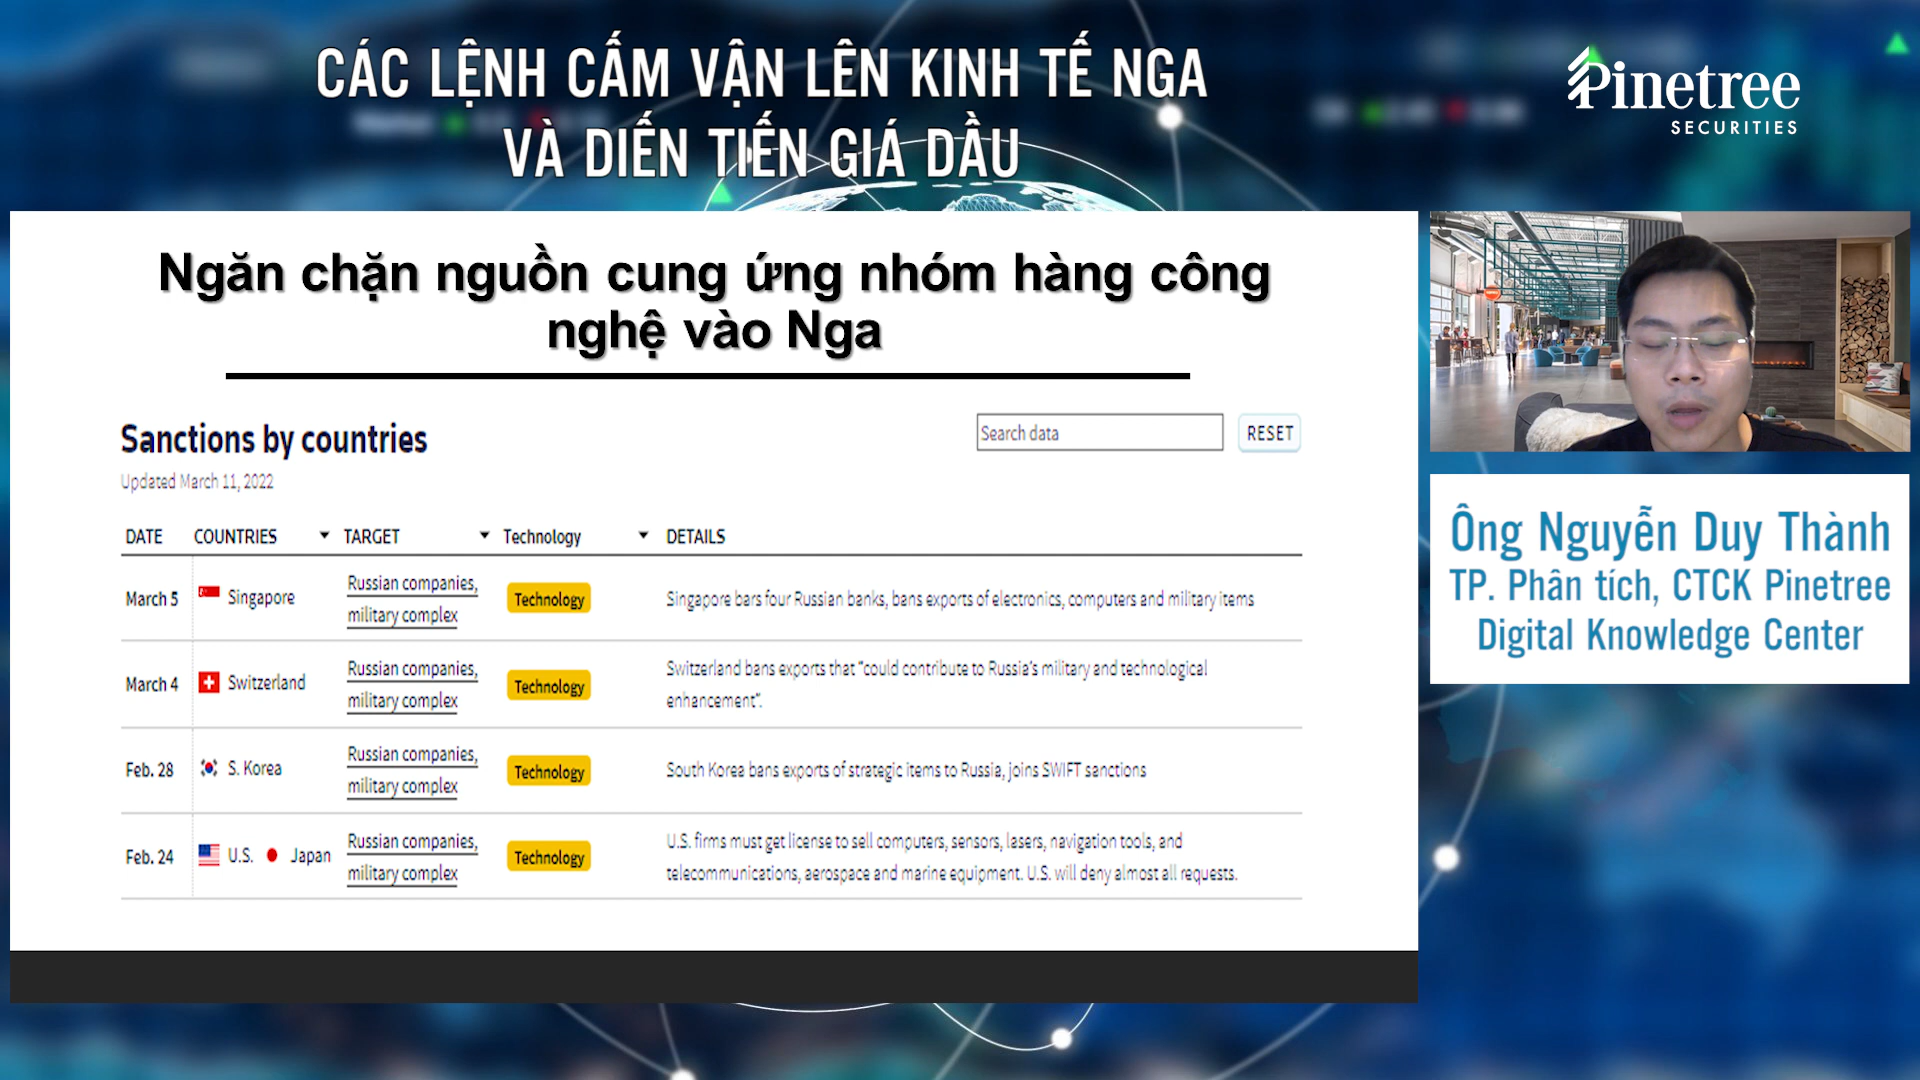 CÁC LỆNH CẤM VẬN LÊN KINH TẾ NGA
VÀ DIẾN TIẾN GIÁ DẦU
Pinetree
SECURITIES
Ngăn chặn nguồn cung ứng nhóm hàng công
nghệ vào Nga
Sanctions by countries
Search data
RESET
Updated March 11, 2022
DATE COUNTRIES TARGET Technology DETAILS
March 5 Singapore Russian companies, military complex Technology Singapore bars four Russian banks, bans exports of electronics, computers and military items
March 4 Switzerland Russian companies, military complex Technology Switzerland bans exports that “could contribute to Russia’s military and technological
enhancement”.
Feb. 28 S. Korea Russian companies, military complex Technology South Korea bans exports of strategic items to Russia, joins SWIFT sanctions
Feb. 24 U.S. Japan Russian companies, military complex Technology U.S. firms must get license to sell computers, sensors, lasers, navigation tools, and
telecommunications, aerospace and marine equipment. U.S. will deny almost all requests.
Ông Nguyễn Duy Thành
TP. Phân tích, CTCK Pinetree
Digital Knowledge Center